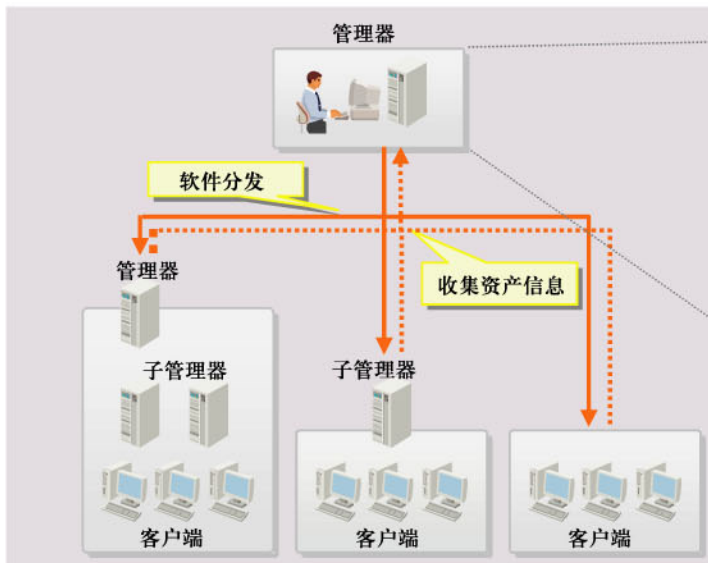 管理器
软件分发
管理器
收集资产信息
子管理器
子管理器
客户端
客户端
客户端